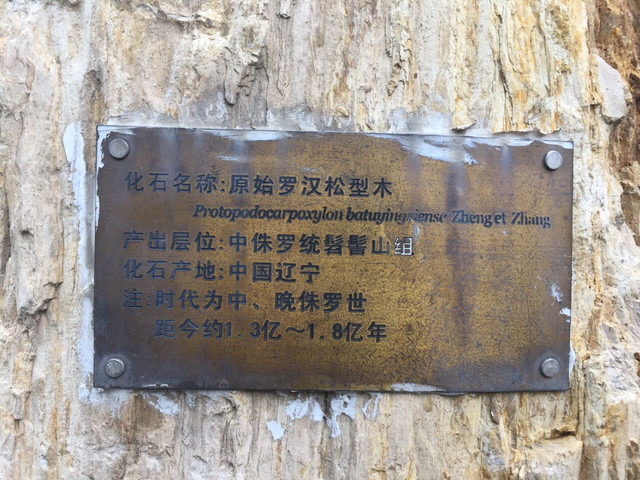 化石名称:原始罗汉松型木
Protopodocarpoxylon batuyingziense Zheng et Zhang
产出层位:中侏罗统髫髻山组
化石产地:中国辽宁
注:时代为中、晚侏罗世
距今约1.3亿～1.8亿年